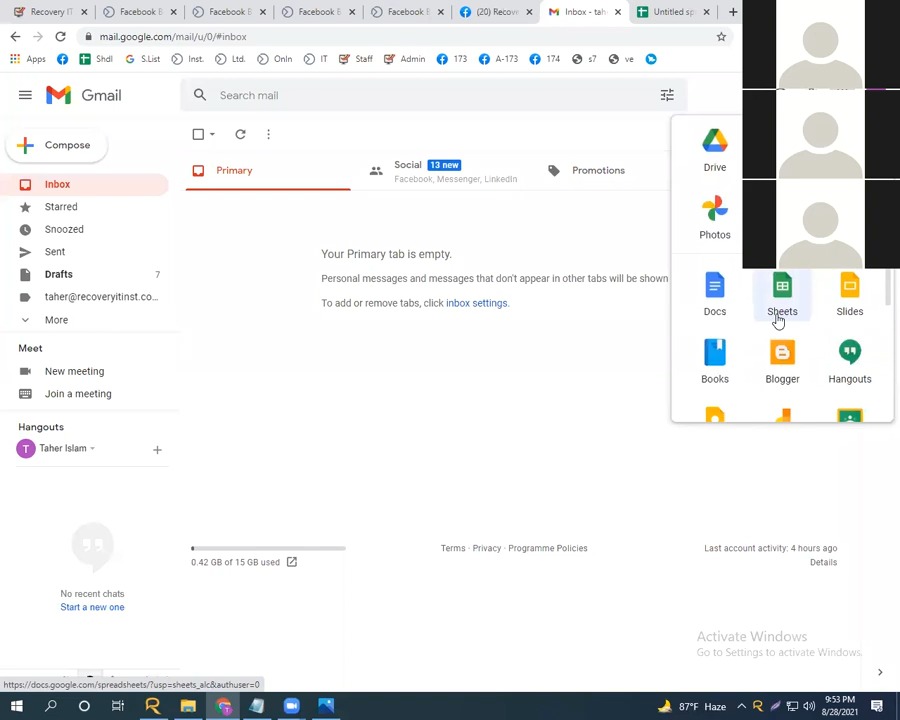 Recovery IT
Facebook B
Facebook B
Facebook B
Facebook B
(20) Recove
Inbox - tah
Untitled sp
mail.google.com/mail/u/0/#inbox
Apps
Shdl
S.List
Inst.
Ltd.
OnIn
IT
Staff
Admin
173
A-173
174
s7
ve
Gmail
Search mail
Compose
Primary
Social 13 new
Facebook, Messenger, LinkedIn
Promotions
Inbox
Starred
Snoozed
Sent
Drafts 7
taher@recoveryitinst.co...
More
Your Primary tab is empty.
Personal messages and messages that don't appear in other tabs will be shown
To add or remove tabs, click inbox settings.
Drive
Photos
Docs
Sheets
Slides
Books
Blogger
Hangouts
Meet
New meeting
Join a meeting
Hangouts
T Taher Islam
No recent chats
Start a new one
0.42 GB of 15 GB used
Terms · Privacy · Programme Policies
Last account activity: 4 hours ago
Details
Activate Windows
Go to Settings to activate Windows.
https://docs.google.com/spreadsheets/?usp=sheets_alc&authuser=0
87°F Haze
9:53 PM
8/28/2021